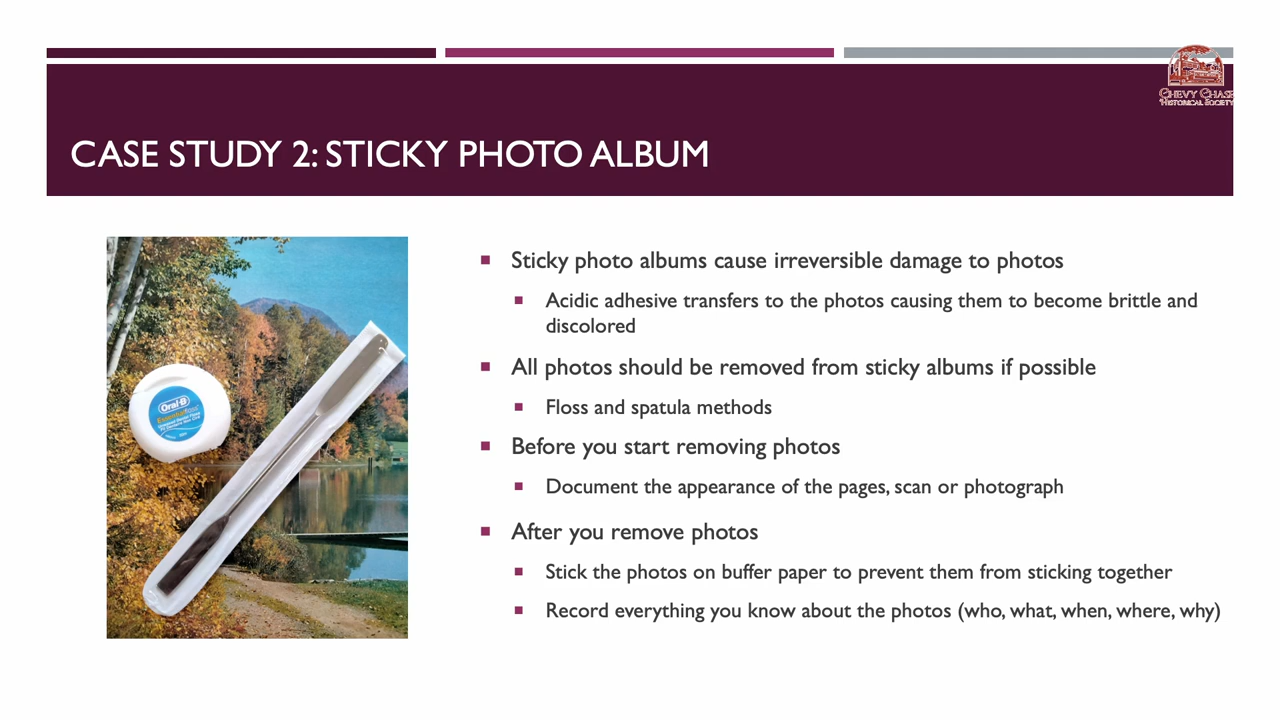 CHEVY CHASE
HISTORICAL SOCIETY
CASE STUDY 2: STICKY PHOTO ALBUM
Oral-B
Essentialfloss
Sticky photo albums cause irreversible damage to photos
Acidic adhesive transfers to the photos causing them to become brittle and
discolored
All photos should be removed from sticky albums if possible
Floss and spatula methods
Before you start removing photos
Document the appearance of the pages, scan or photograph
After you remove photos
Stick the photos on buffer paper to prevent them from sticking together
Record everything you know about the photos (who, what, when, where, why)